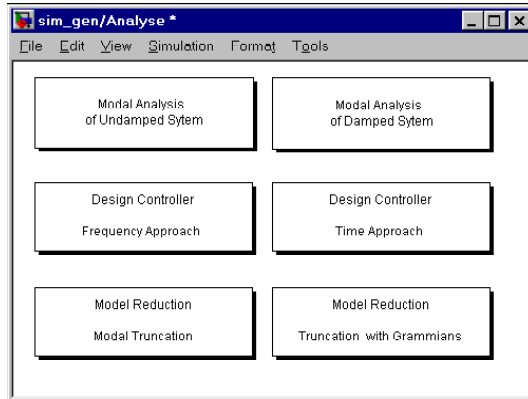 sim_gen/Analyse *
File Edit View Simulation Format Tools
Modal Analysis
of Undamped Sytem
Modal Analysis
of Damped Sytem
Design Controller
Frequency Approach
Design Controller
Time Approach
Model Reduction
Modal Truncation
Model Reduction
Truncation with Grammians